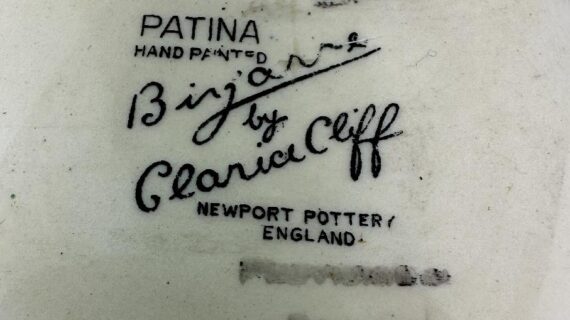 PATINA
HAND PAINTED
Bizarre
by
Clarice Cliff
NEWPORT POTTERY
ENGLAND